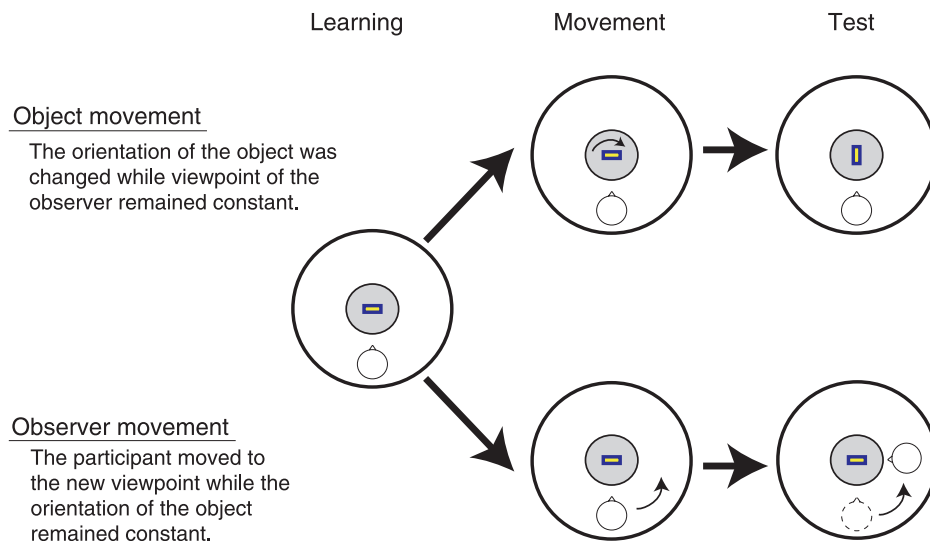 Learning
Movement
Test
Object movement
The orientation of the object was
changed while viewpoint of the
observer remained constant.
Observer movement
The participant moved to
the new viewpoint while the
orientation of the object
remained constant.